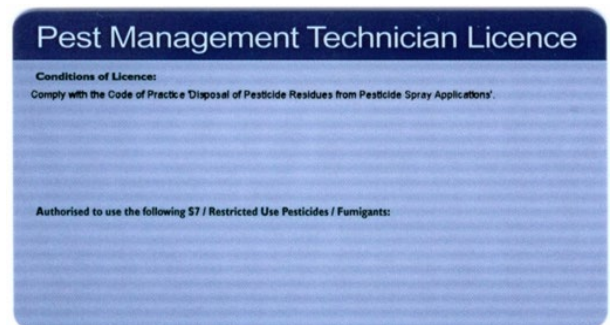 Pest Management Technician Licence
Conditions of Licence:
Comply with the Code of Practice 'Disposal of Pesticide Residues from Pesticide Spray Applications'.
Authorised to use the following S7 / Restricted Use Pesticides / Fumigants: